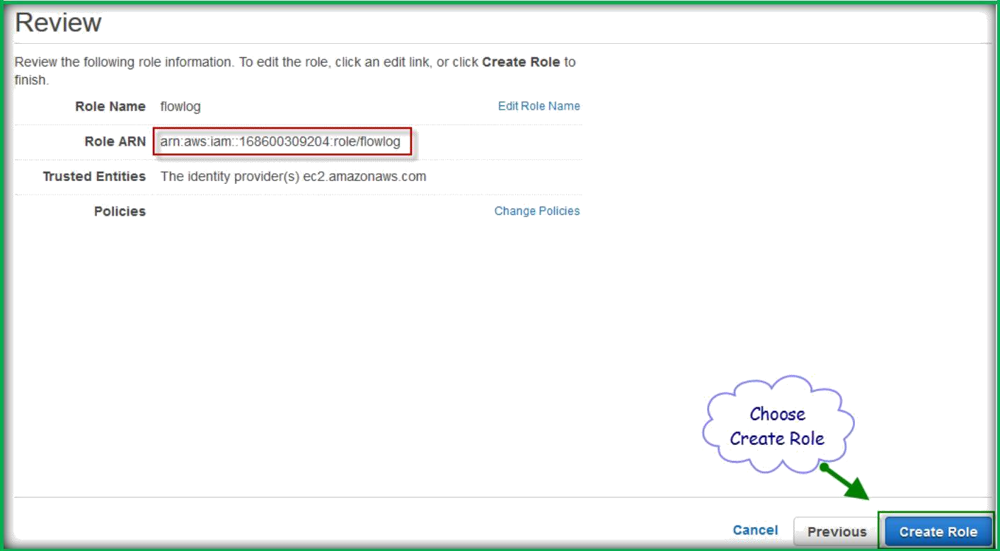 Review
Review the following role information. To edit the role, click an edit link, or click Create Role to
finish.
Role Name flowlog Edit Role Name
Role ARN arn:aws:iam::168600309204:role/flowlog
Trusted Entities The identity provider(s) ec2.amazonaws.com
Policies Change Policies
Choose
Create Role
Cancel Previous Create Role